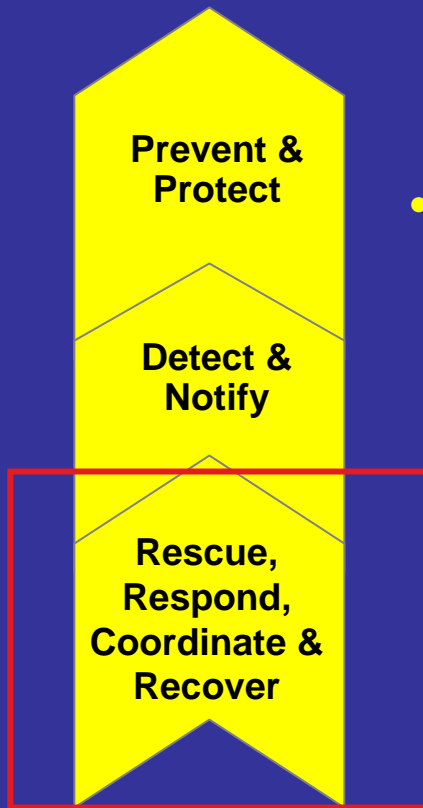 Prevent &
Protect
Detect &
Notify
Rescue,
Respond,
Coordinate &
Recover